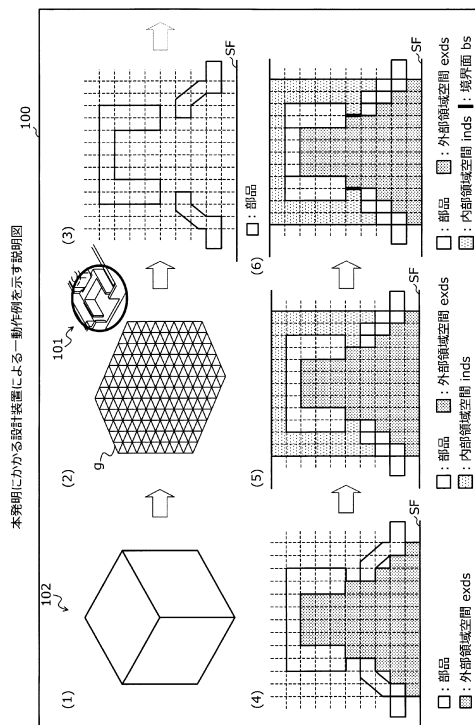 本発明にかかる設計装置による一動作例を示す説明図
100
(1)
102
(2)
g
101
(3)
SF
□：部品
(4)
SF
□：部品
：外部領域空間 exds
(5)
SF
□：部品
：外部領域空間 exds
：内部領域空間 inds
(6)
SF
□：部品
：外部領域空間 exds
：内部領域空間 inds
：境界面 bs